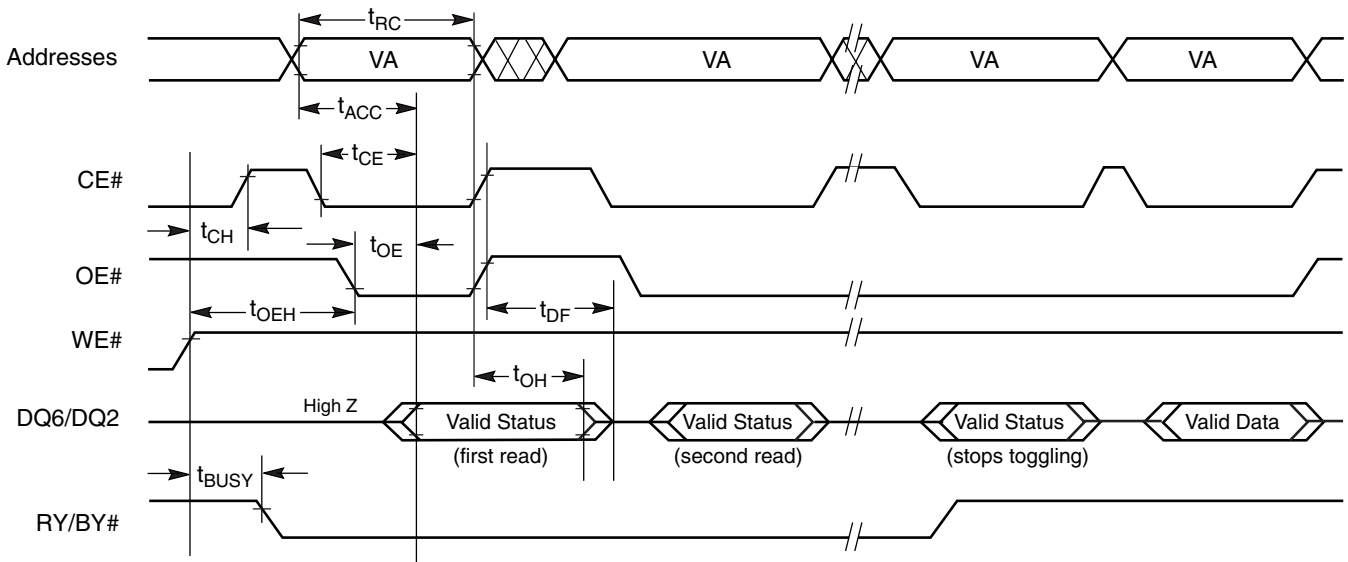 tRC
Addresses VA VA VA VA
tACC
tCE
CE#
tCH tOE
OE#
tOEH tDF
WE#
tOH
High Z
DQ6/DQ2 Valid Status Valid Status Valid Status Valid Data
(first read) (second read) (stops toggling)
tBUSY
RY/BY#